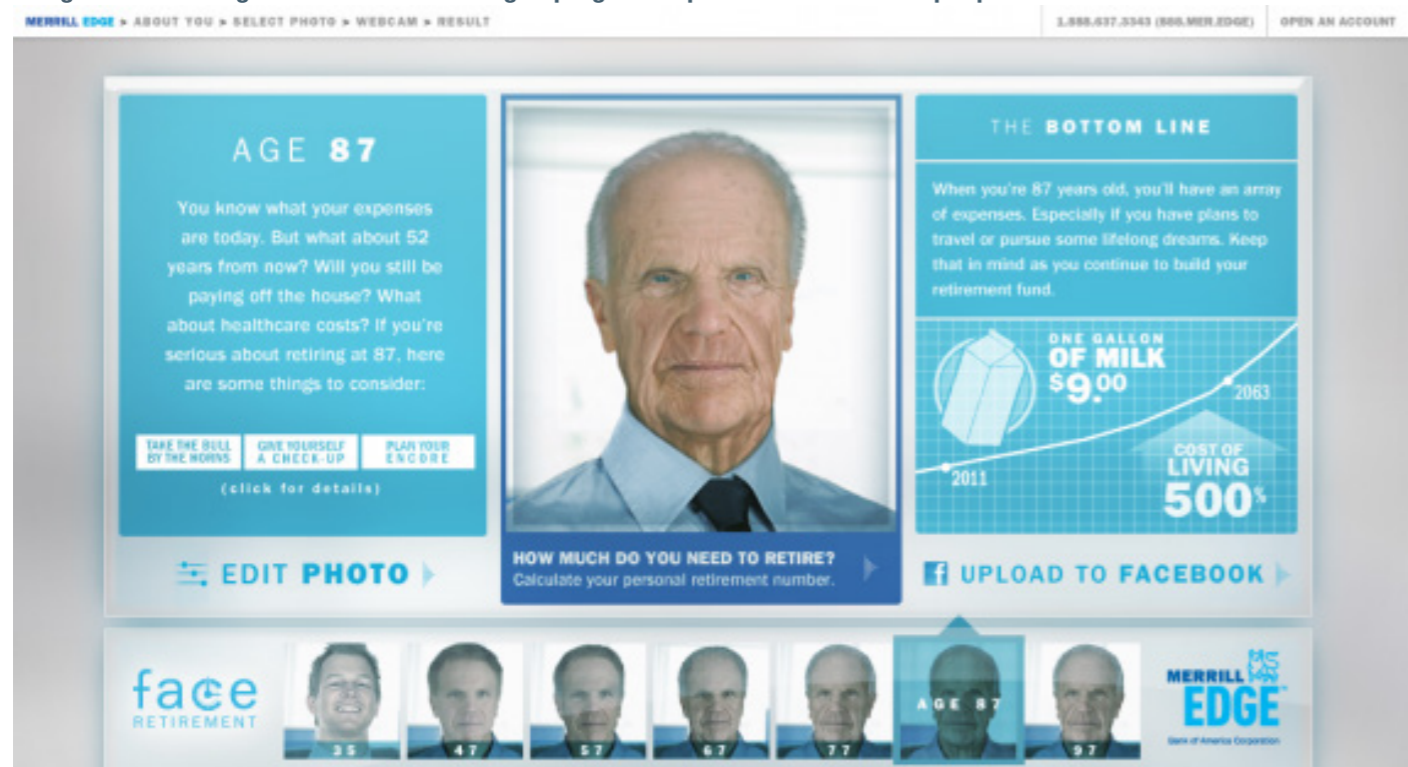 MERRILL EDGE > ABOUT YOU > SELECT PHOTO > WEBCAM > RESULT
1.888.637.3343 (888.MER.EDGE)
OPEN AN ACCOUNT
AGE 87
You know what your expenses
are today. But what about 52
years from now? Will you still be
paying off the house? What
about healthcare costs? If you're
serious about retiring at 87, here
are some things to consider:
TAKE THE BULL
BY THE HORNS
GIVE YOURSELF
A CHECK-UP
PLAN YOUR
ENCORE
(click for details)
EDIT PHOTO
HOW MUCH DO YOU NEED TO RETIRE?
Calculate your personal retirement number.
THE BOTTOM LINE
When you're 87 years old, you'll have an array
of expenses. Especially if you have plans to
travel or pursue some lifelong dreams. Keep
that in mind as you continue to build your
retirement fund.
ONE GALLON
OF MILK
$9.00
2063
2011
COST OF
LIVING
500%
UPLOAD TO FACEBOOK
face
RETIREMENT
35
47
57
67
77
AGE 87
97
MERRILL
EDGE
Bank of America Corporation